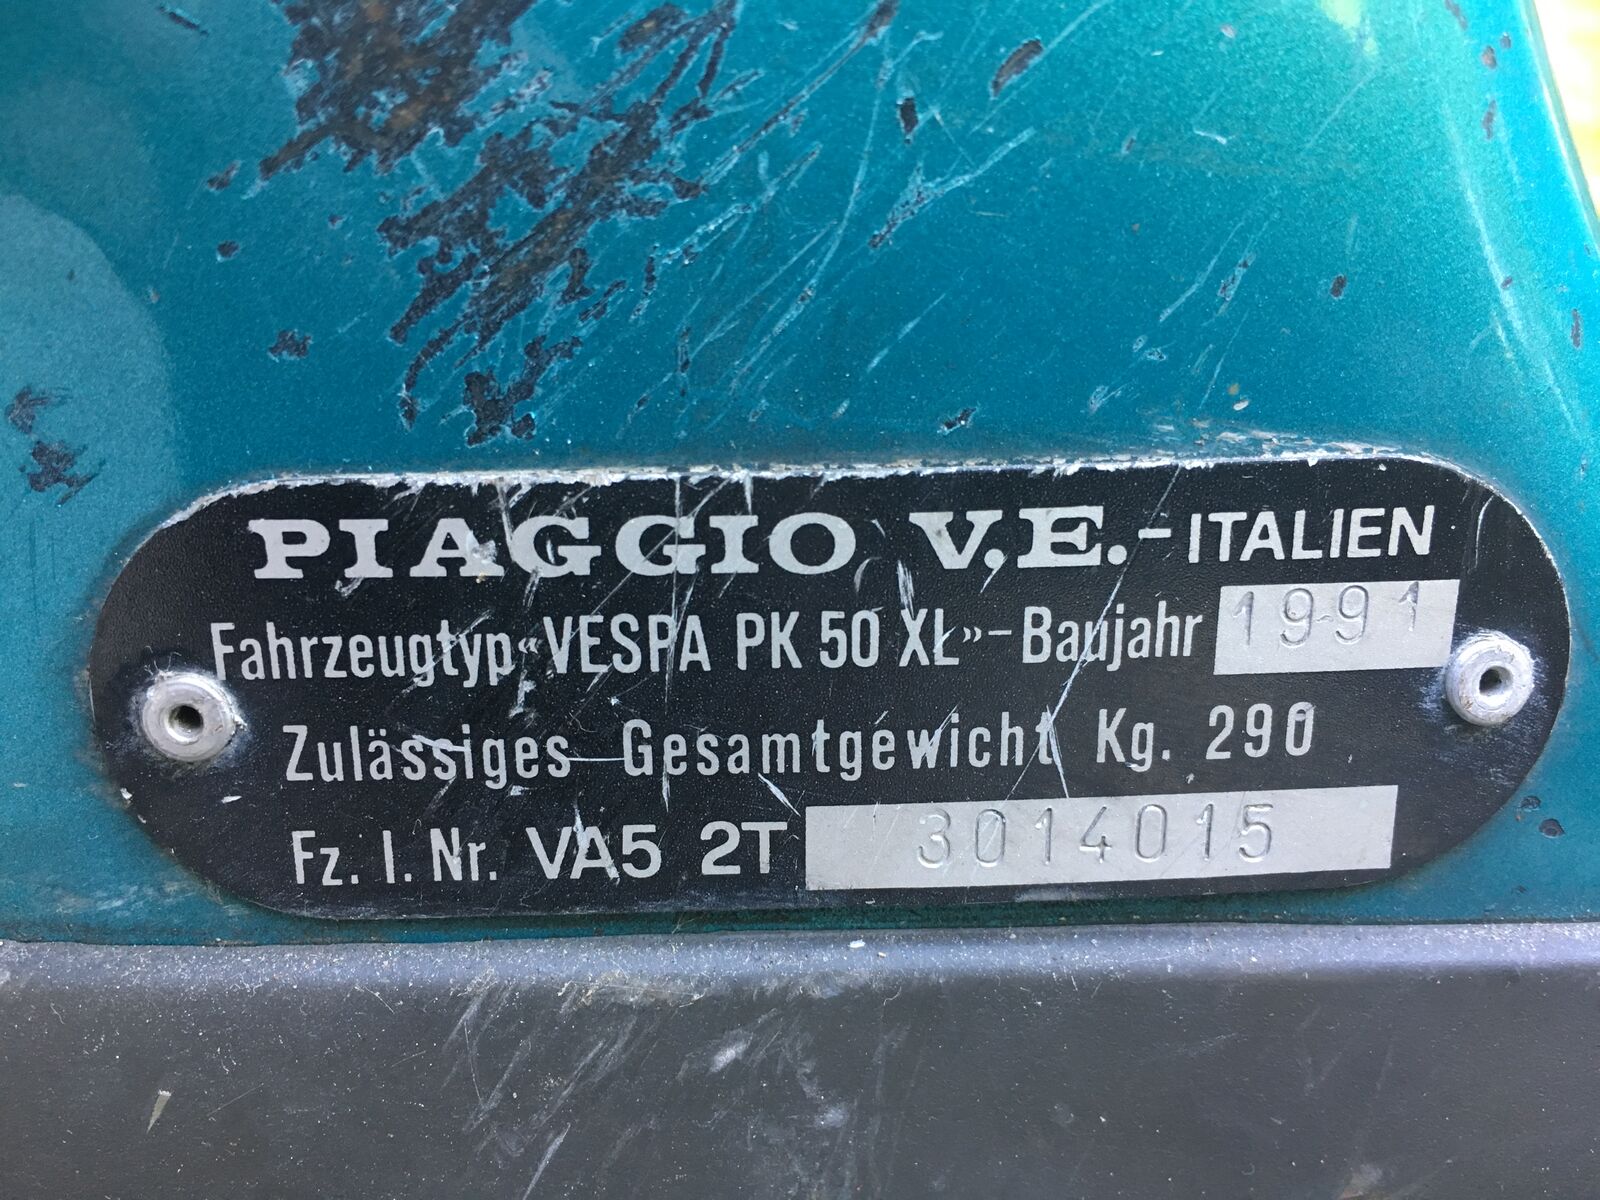 PIAGGIO V.E.-ITALIEN
Fahrzeugtyp «VESPA PK 50 XL» - Baujahr 1991
Zulässiges Gesamtgewicht Kg. 290
Fz. I. Nr. VA5 2T 3014015